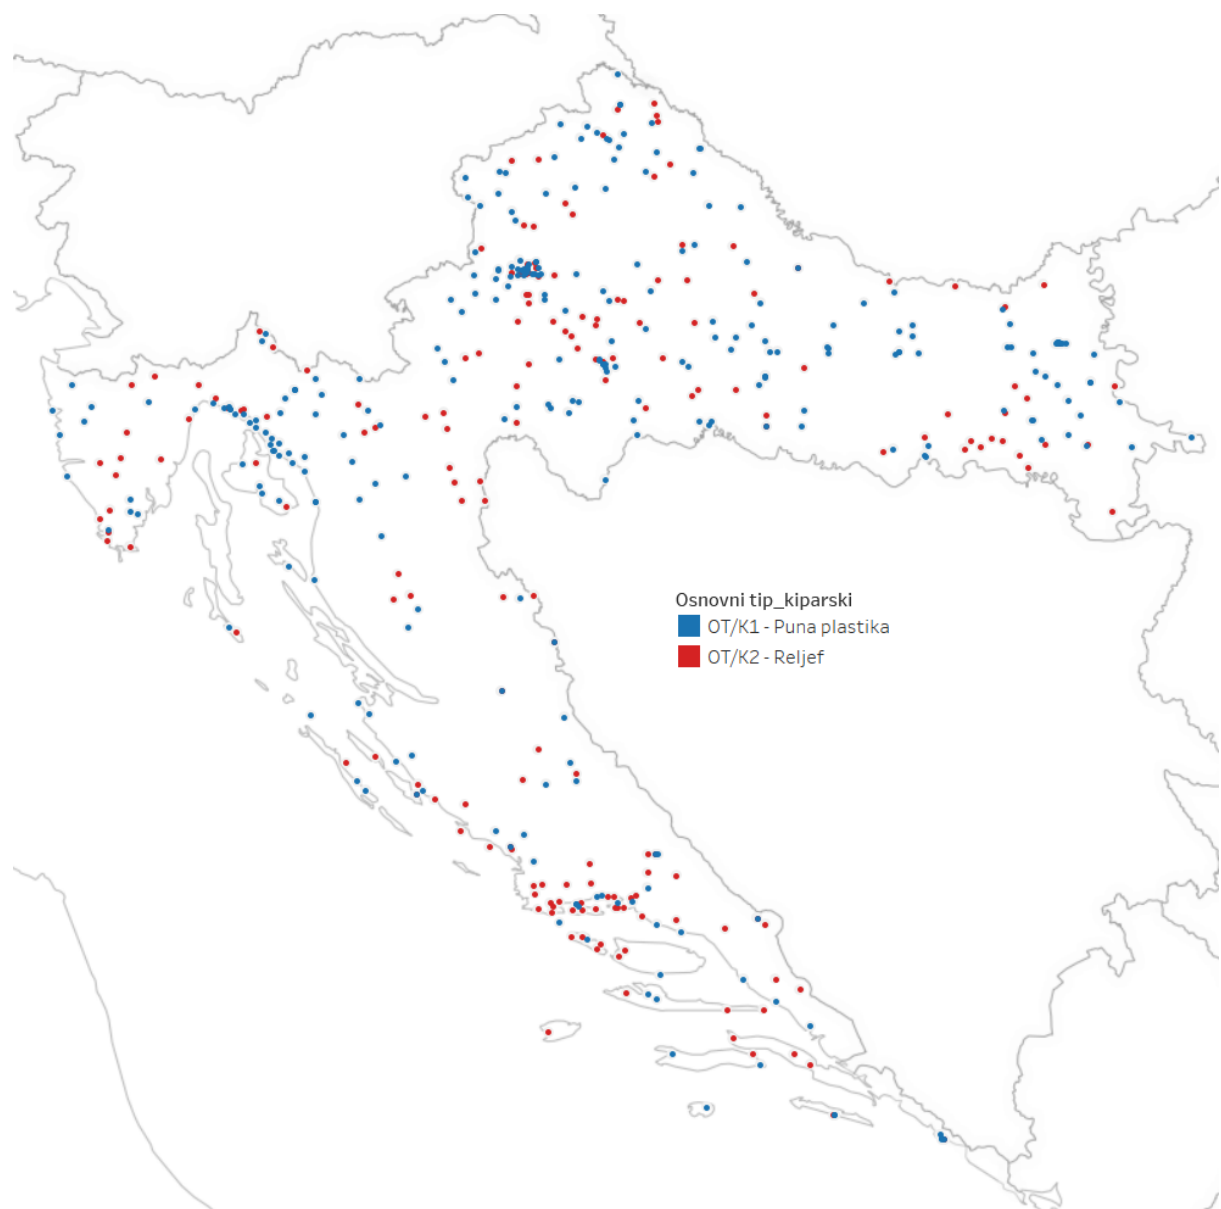 Osnovni tip_kiparski
OT/K1 - Puna plastika
OT/K2 - Reljef